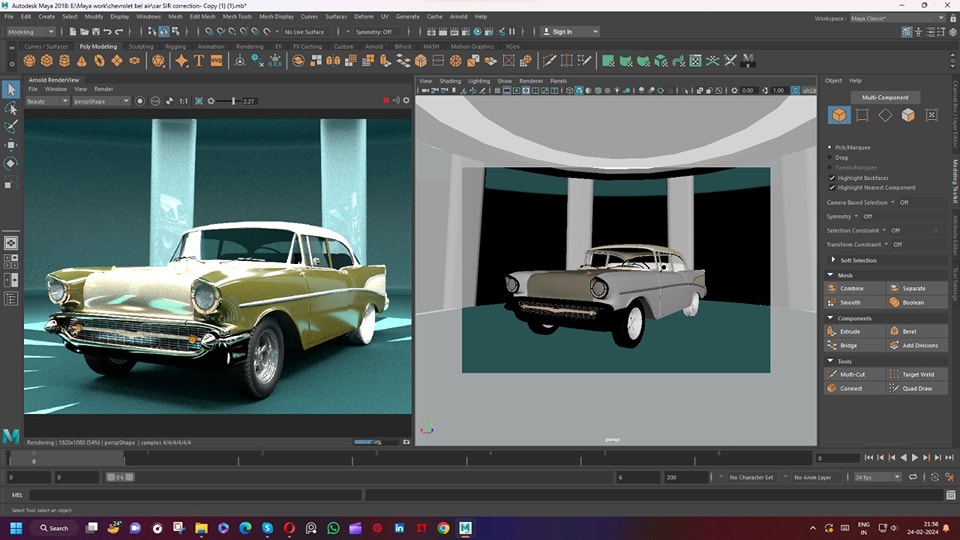 Autodesk Maya 2018: E:\Maya work\chevrolet bel air\car SIR correction- Copy (1) (1).mb*
File Edit Create Select Modify Display Windows Mesh Edit Mesh Mesh Tools Mesh Display Curves Surfaces Deform UV Generate Cache Arnold Help
Workspace : Maya Classic*
Modeling No Live Surface Symmetry: Off Sign In
Curves / Surfaces Poly Modeling Sculpting Rigging Animation Rendering FX FX Caching Custom Arnold Bifrost MASH Motion Graphics XGen
Arnold RenderView
File Window View Render
Beauty perspShape 1:1 2.27
View Shading Lighting Show Renderer Panels
0.00 1.00 sRGB
Object Help
Multi-Component
Pick/Marquee
Drag
Tweak/Marquee
Highlight Backfaces
Highlight Nearest Component
Camera Based Selection Off
Symmetry Off
Selection Constraint Off
Transform Constraint Off
Soft Selection
Mesh
Combine Separate
Smooth Boolean
Components
Extrude Bevel
Bridge Add Divisions
Tools
Multi-Cut Target Weld
Connect Quad Draw
Modeling Toolkit
Attribute Editor
Tool Settings
persp
Rendering | 1920x1080 (54%) | perspShape | samples 4/4/4/4/4/4
0 1 2 3 4 5 6
0 0
0 0 6 200 No Character Set No Anim Layer 24 fps
MEL
Select Tool: select an object
Search
24°
ENG
IN
21:56
24-02-2024